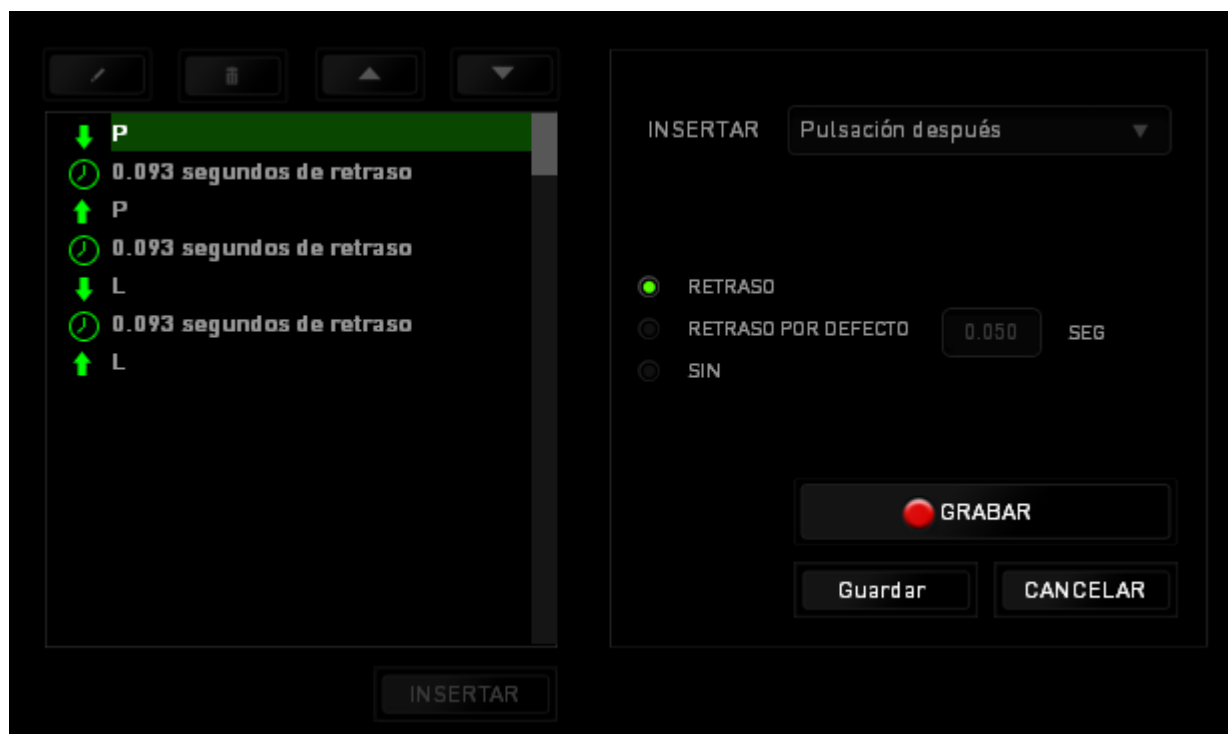 P
0.093 segundos de retraso
P
0.093 segundos de retraso
L
0.093 segundos de retraso
L
INSERTAR
INSERTAR Pulsación después
RETRASO
RETRASO POR DEFECTO 0.050 SEG
SIN
GRABAR
Guardar CANCELAR